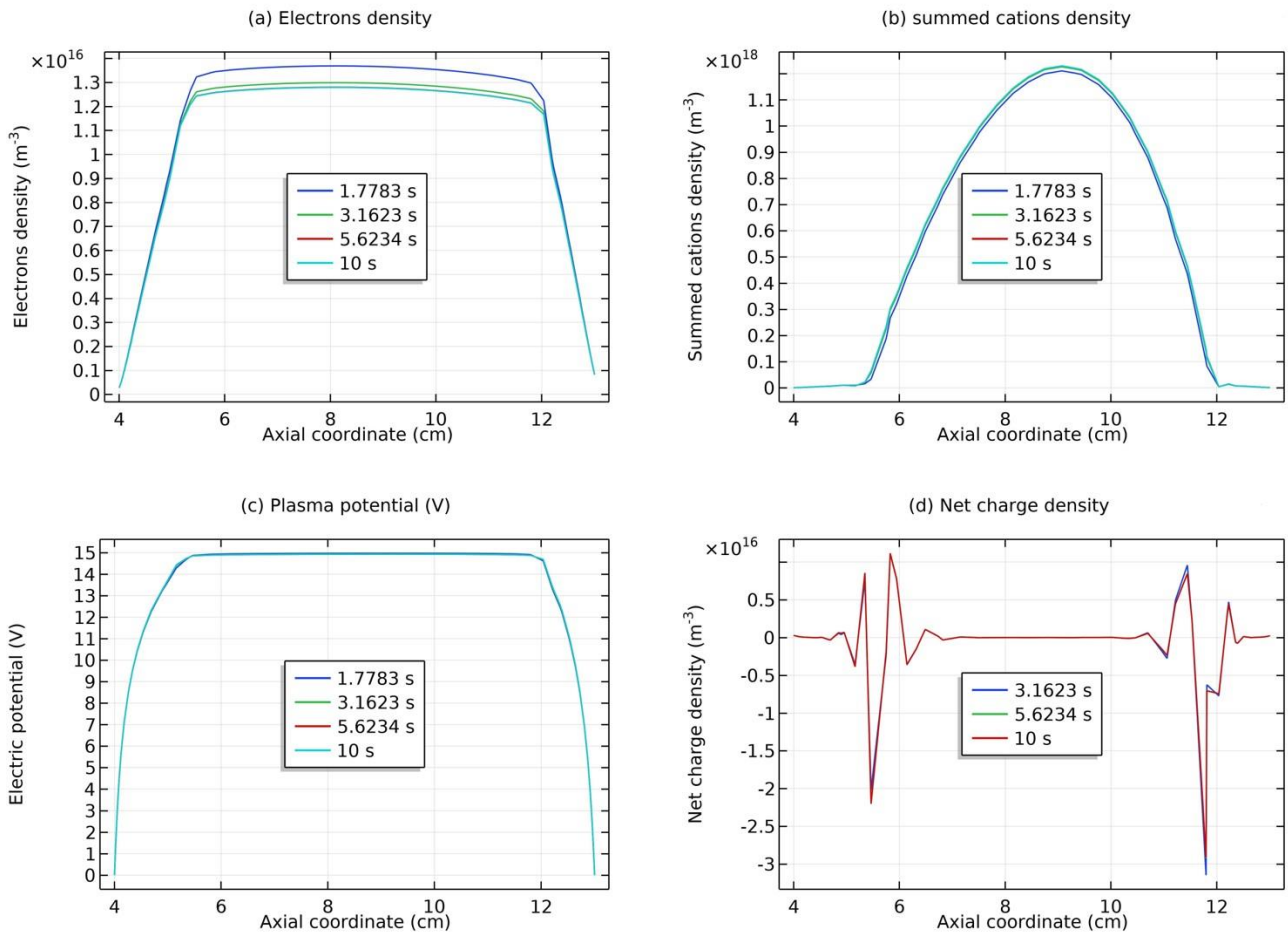 (a) Electrons density
×10¹⁶
1.3
1.2
1.1
1
0.9
0.8
0.7
0.6
0.5
0.4
0.3
0.2
0.1
0
Electrons density (m⁻³)
1.7783 s
3.1623 s
5.6234 s
10 s
4 6 8 10 12
Axial coordinate (cm)
(b) summed cations density
×10¹⁸
1.1
1
0.9
0.8
0.7
0.6
0.5
0.4
0.3
0.2
0.1
0
Summed cations density (m⁻³)
1.7783 s
3.1623 s
5.6234 s
10 s
4 6 8 10 12
Axial coordinate (cm)
(c) Plasma potential (V)
15
14
13
12
11
10
9
8
7
6
5
4
3
2
1
0
Electric potential (V)
1.7783 s
3.1623 s
5.6234 s
10 s
4 6 8 10 12
Axial coordinate (cm)
(d) Net charge density
×10¹⁶
0.5
0
-0.5
-1
-1.5
-2
-2.5
-3
Net charge density (m⁻³)
3.1623 s
5.6234 s
10 s
4 6 8 10 12
Axial coordinate (cm)